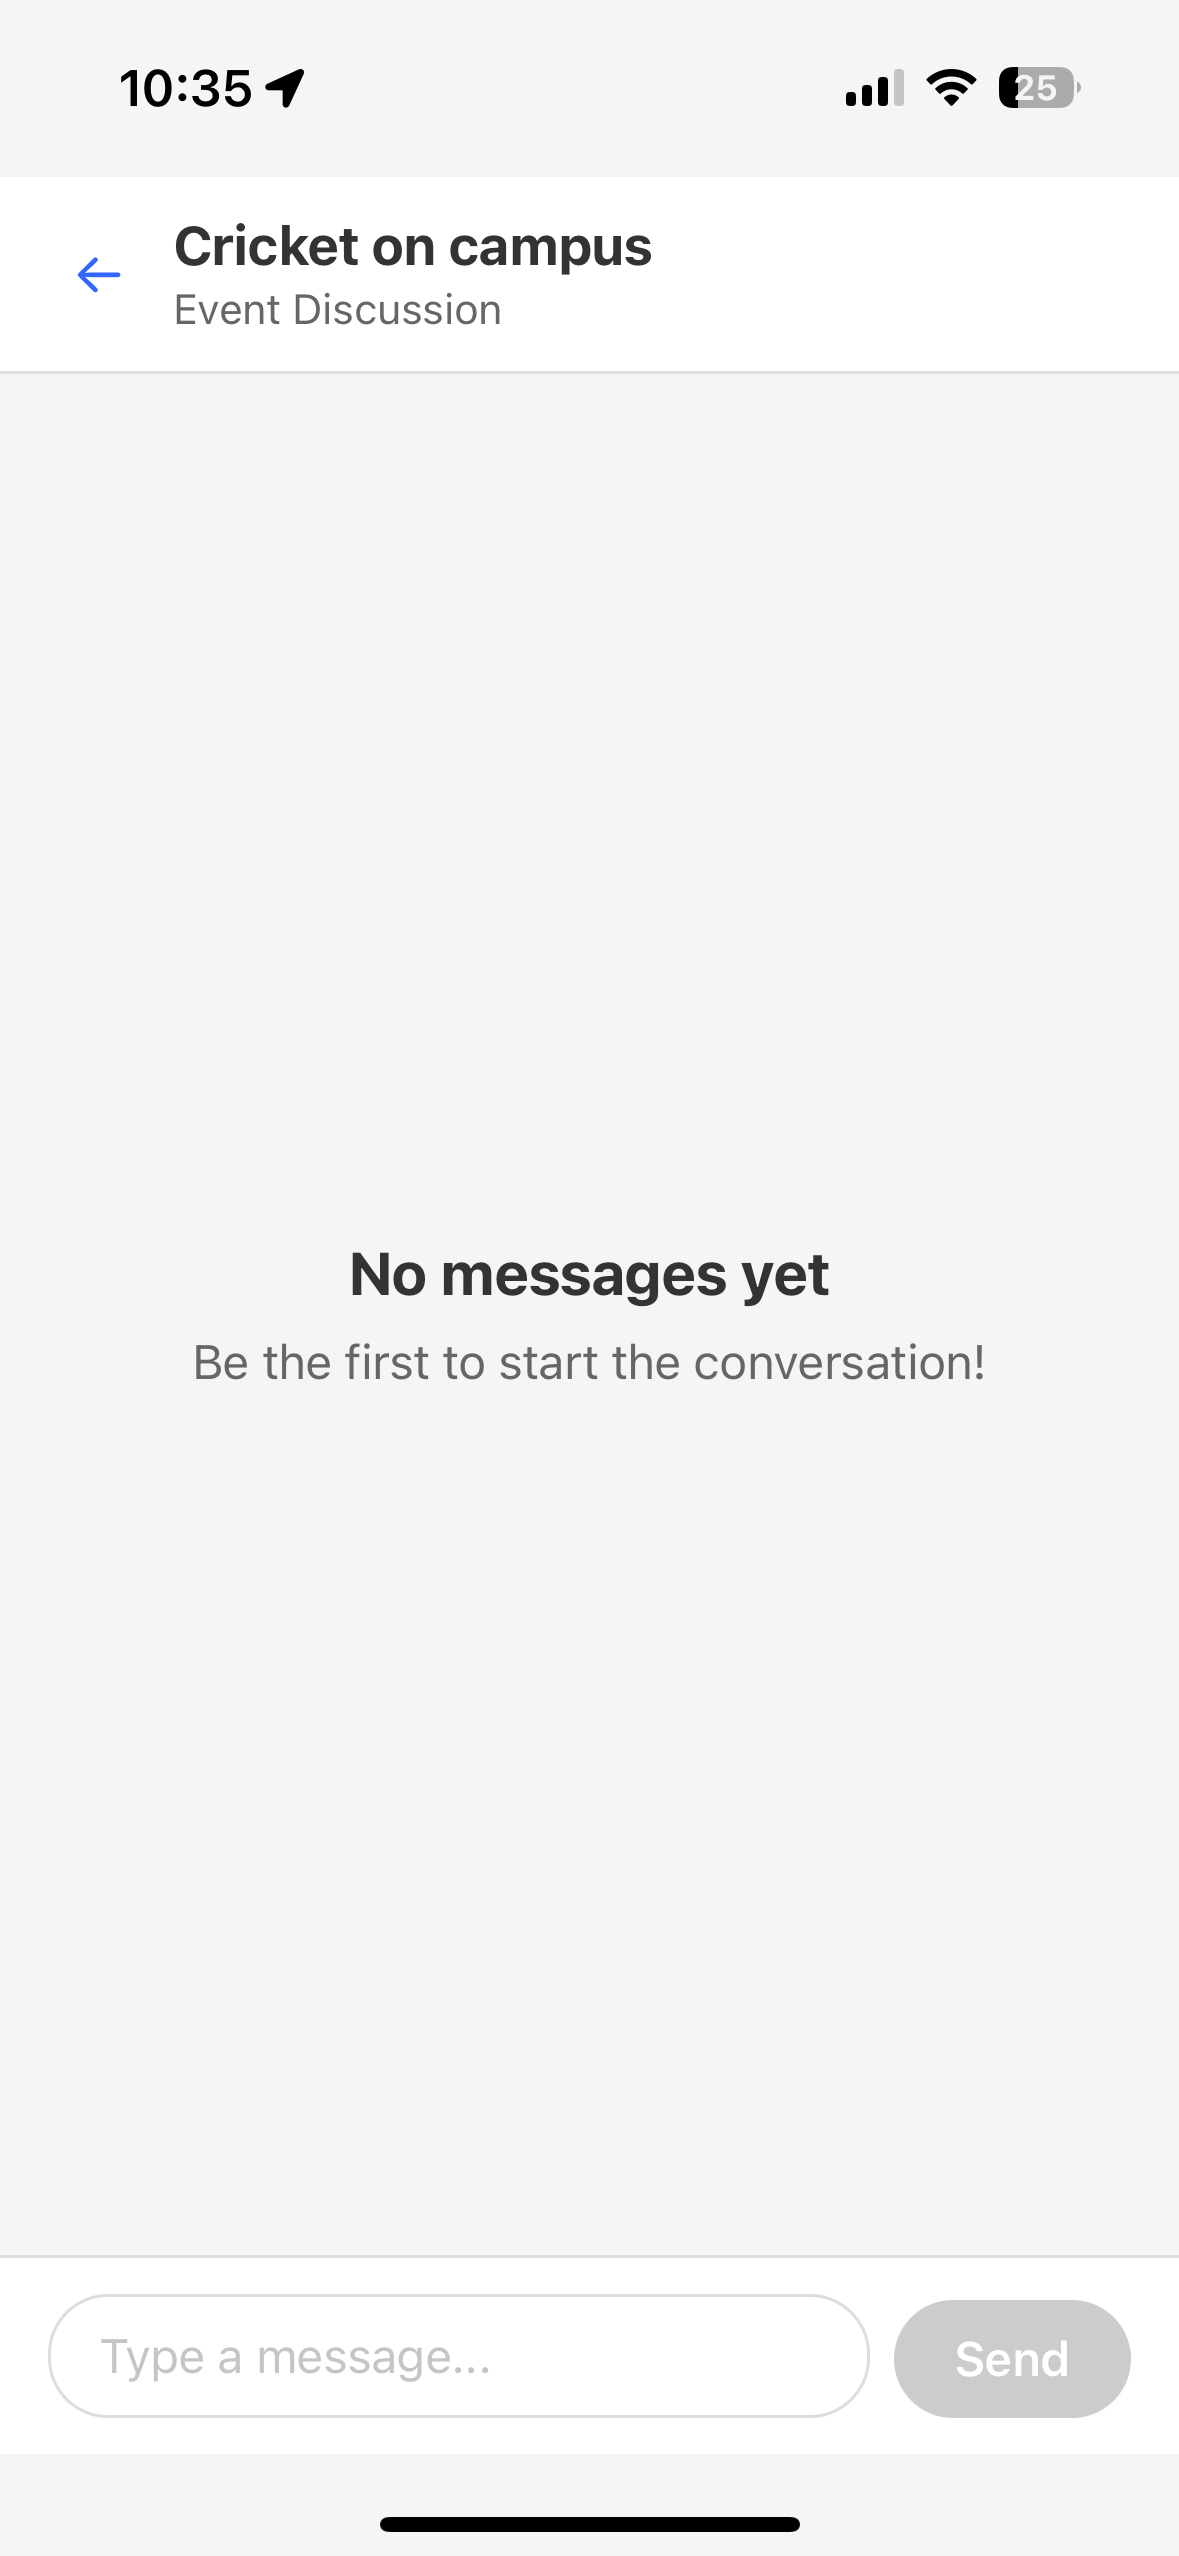 10:35
25
Cricket on campus
Event Discussion
No messages yet
Be the first to start the conversation!
Type a message...
Send